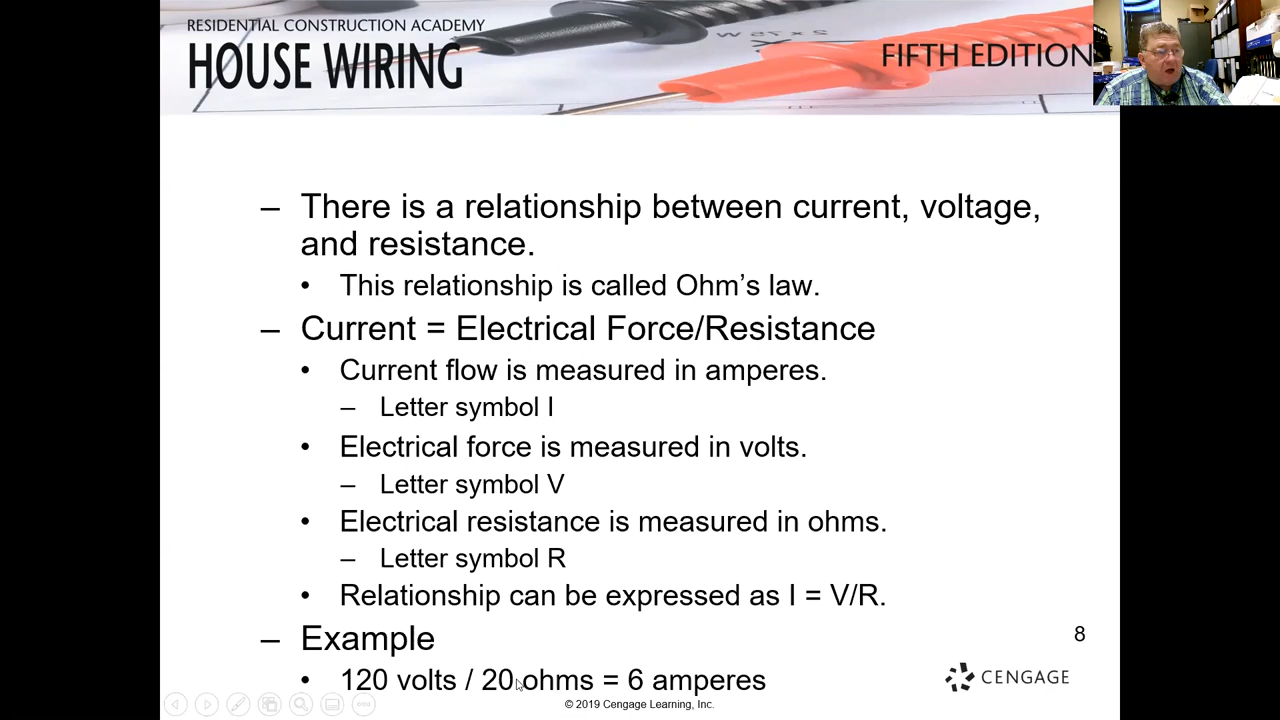 RESIDENTIAL CONSTRUCTION ACADEMY
HOUSE WIRING
FIFTH EDITION
– There is a relationship between current, voltage,
and resistance.
• This relationship is called Ohm’s law.
– Current = Electrical Force/Resistance
• Current flow is measured in amperes.
– Letter symbol I
• Electrical force is measured in volts.
– Letter symbol V
• Electrical resistance is measured in ohms.
– Letter symbol R
• Relationship can be expressed as I = V/R.
– Example
• 120 volts / 20 ohms = 6 amperes
8
CENGAGE
© 2019 Cengage Learning, Inc.